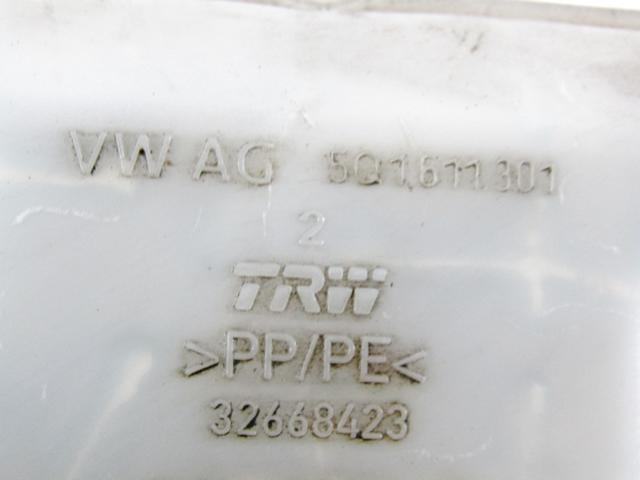 VW AG 5Q1611301
2
TRW
>PP/PE<
32668423